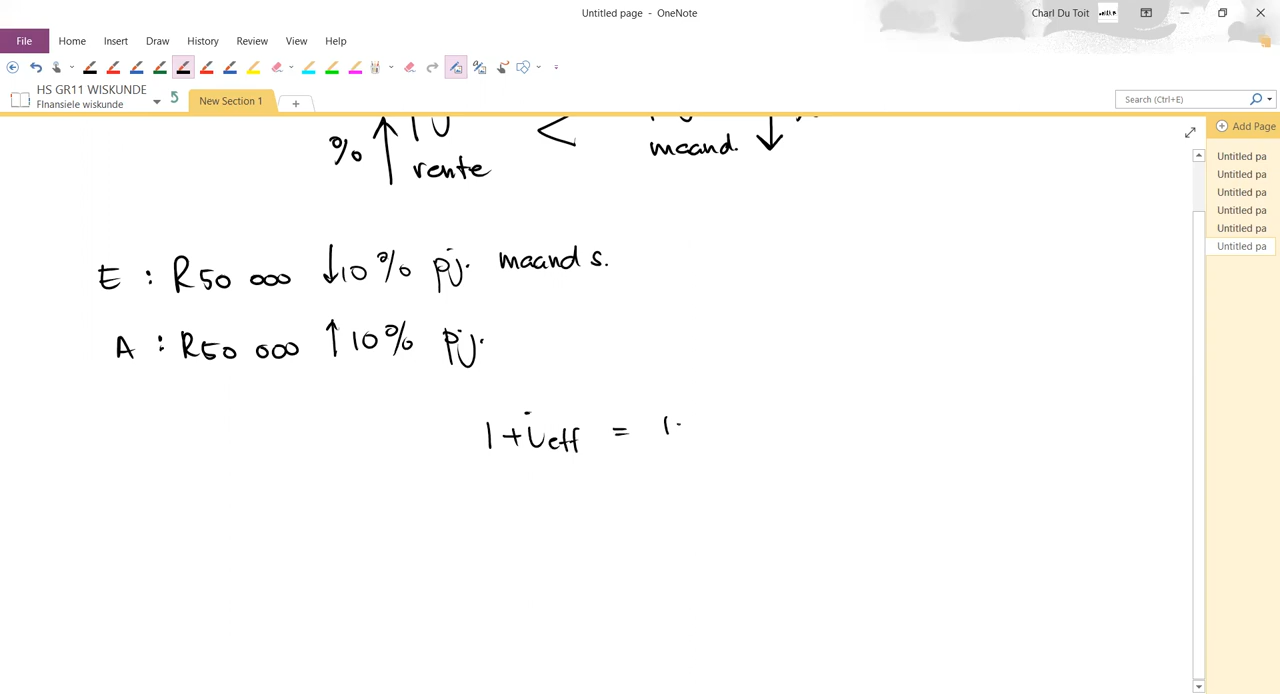 Untitled page - OneNote
Charl Du Toit
File Home Insert Draw History Review View Help
HS GR11 WISKUNDE
FInansiele wiskunde
New Section 1
+
Search (Ctrl+E)
Add Page
Untitled pa
Untitled pa
Untitled pa
Untitled pa
Untitled pa
Untitled pa
% ↑ rente < maand. ↓
E : R50 000 ↓10% pj. maand s.
A : R50 000 ↑10% pj.
1+i eff = 1.